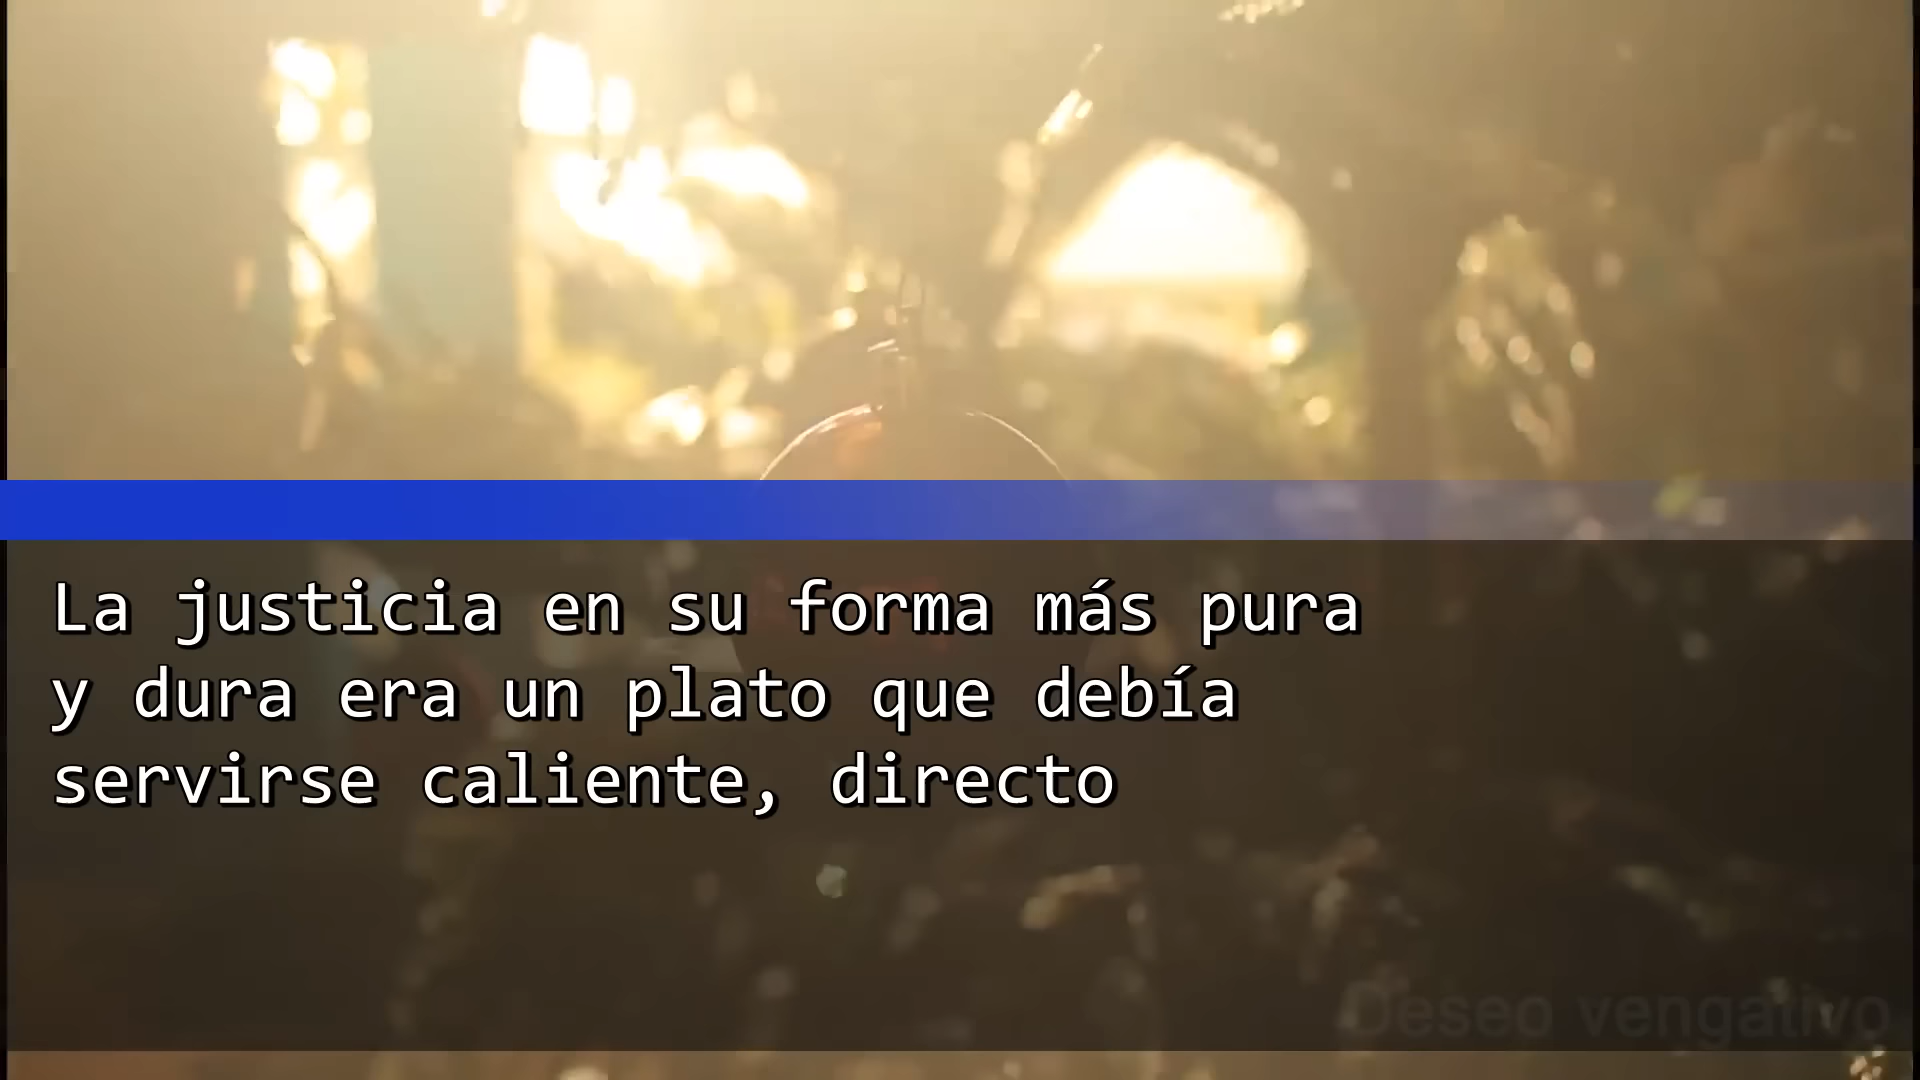 La justicia en su forma más pura
y dura era un plato que debía
servirse caliente, directo
Deseo vengativo